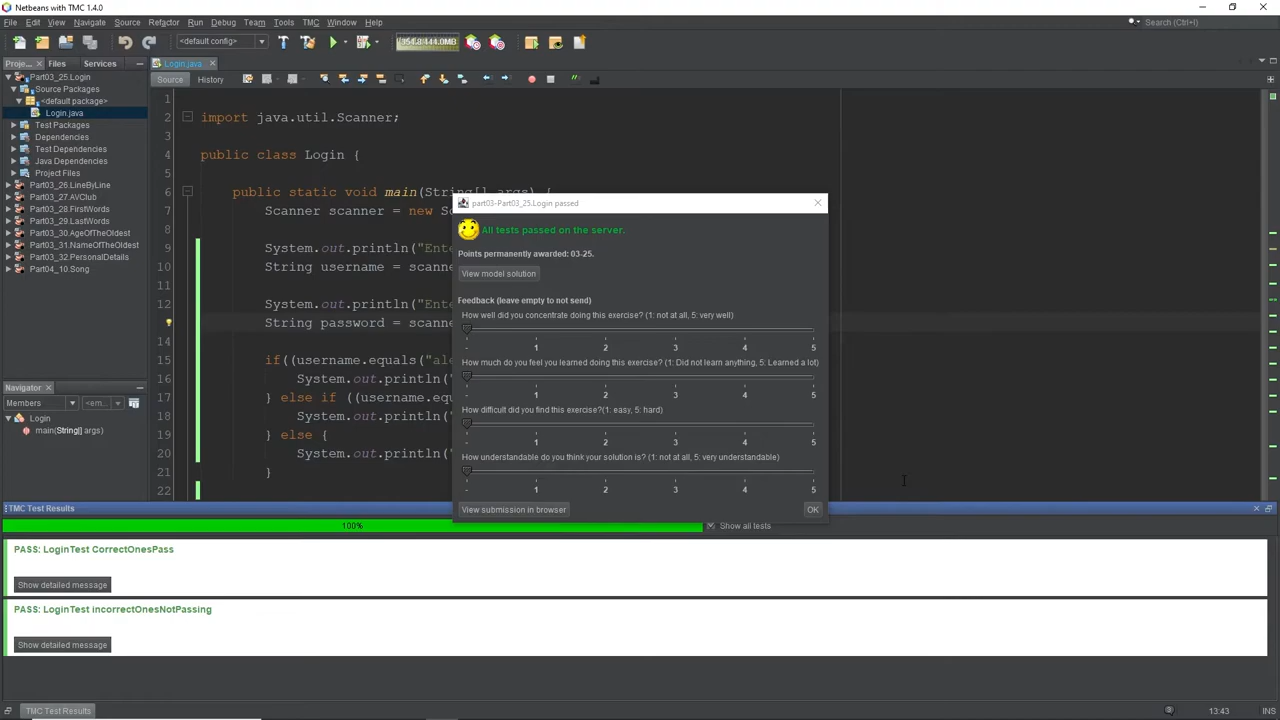 Netbeans with TMC 1.4.0
File Edit View Navigate Source Refactor Run Debug Team Tools TMC Window Help
Search (Ctrl+I)
<default config>
Proje... Files Services
Login.java
Source History
Part03_25.Login
Source Packages
<default package>
Login.java
Test Packages
Dependencies
Test Dependencies
Java Dependencies
Project Files
Part03_26.LineByLine
Part03_27.AVClub
Part03_28.FirstWords
Part03_29.LastWords
Part03_30.AgeOfTheOldest
Part03_31.NameOfTheOldest
Part03_32.PersonalDetails
Part04_10.Song
Navigator
Members
<em...
Login
main(String[] args)
1
2 import java.util.Scanner;
3
4 public class Login {
5
6 public static void main(String[] args) {
7 Scanner scanner = new Sc
8
9 System.out.println("Ente
10 String username = scanne
11
12 System.out.println("Ente
String password = scanne
14
15 if((username.equals("ale
16 System.out.println("
17 } else if ((username.equ
18 System.out.println("
19 } else {
20 System.out.println("
21 }
22
part03-Part03_25.Login passed
All tests passed on the server.
Points permanently awarded: 03-25.
View model solution
Feedback (leave empty to not send)
How well did you concentrate doing this exercise? (1: not at all, 5: very well)
- 1 2 3 4 5
How much do you feel you learned doing this exercise? (1: Did not learn anything, 5: Learned a lot)
- 1 2 3 4 5
How difficult did you find this exercise?(1: easy, 5: hard)
- 1 2 3 4 5
How understandable do you think your solution is? (1: not at all, 5: very understandable)
- 1 2 3 4 5
View submission in browser OK
TMC Test Results
100%
Show all tests
PASS: LoginTest CorrectOnesPass
Show detailed message
PASS: LoginTest incorrectOnesNotPassing
Show detailed message
TMC Test Results
13:43 INS